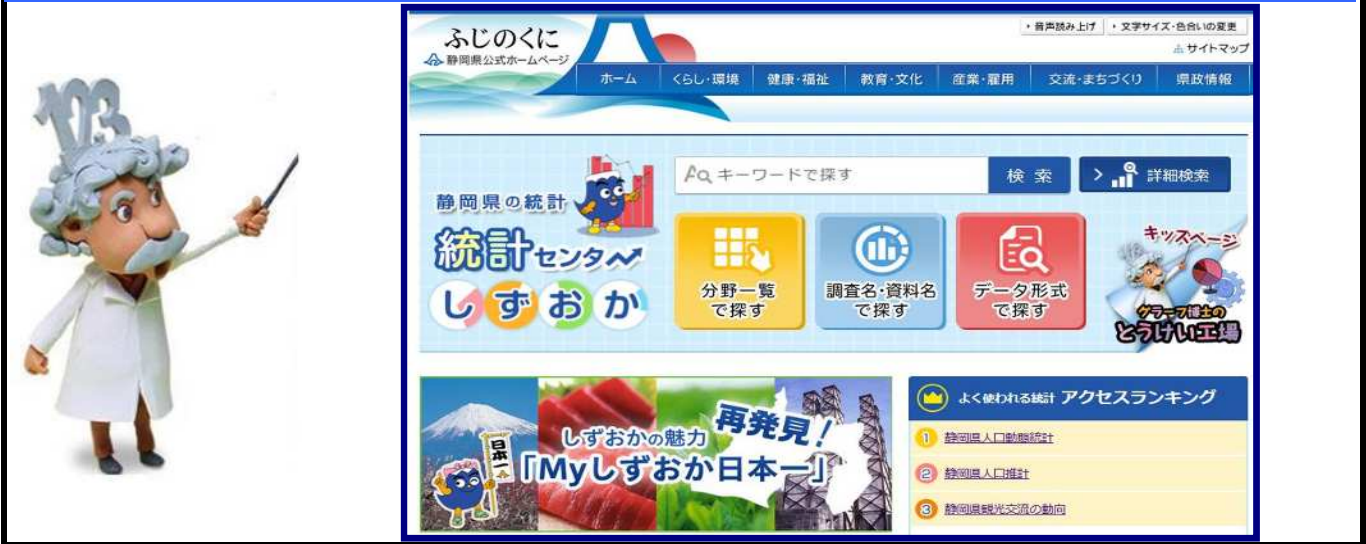 123
ふじのくに
静岡県公式ホームページ
音声読み上げ
文字サイズ・色合いの変更
サイトマップ
ホーム
くらし・環境
健康・福祉
教育・文化
産業・雇用
交流・まちづくり
県政情報
静岡県の統計
統計センター
しずおか
キーワードで探す
検索
詳細検索
分野一覧
で探す
調査名・資料名
で探す
データ形式
で探す
キッズページ
グラーフ博士の
とうけい工場
日本一
しずおかの魅力 再発見!
「Myしずおか日本一」
よく使われる統計 アクセスランキング
1 静岡県人口動態統計
2 静岡県人口推計
3 静岡県観光交流の動向